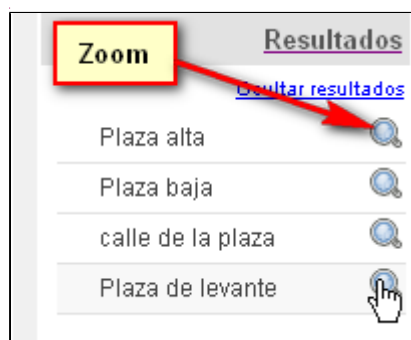 Resultados
Zoom
Ocultar resultados
Plaza alta
Plaza baja
calle de la plaza
Plaza de levante